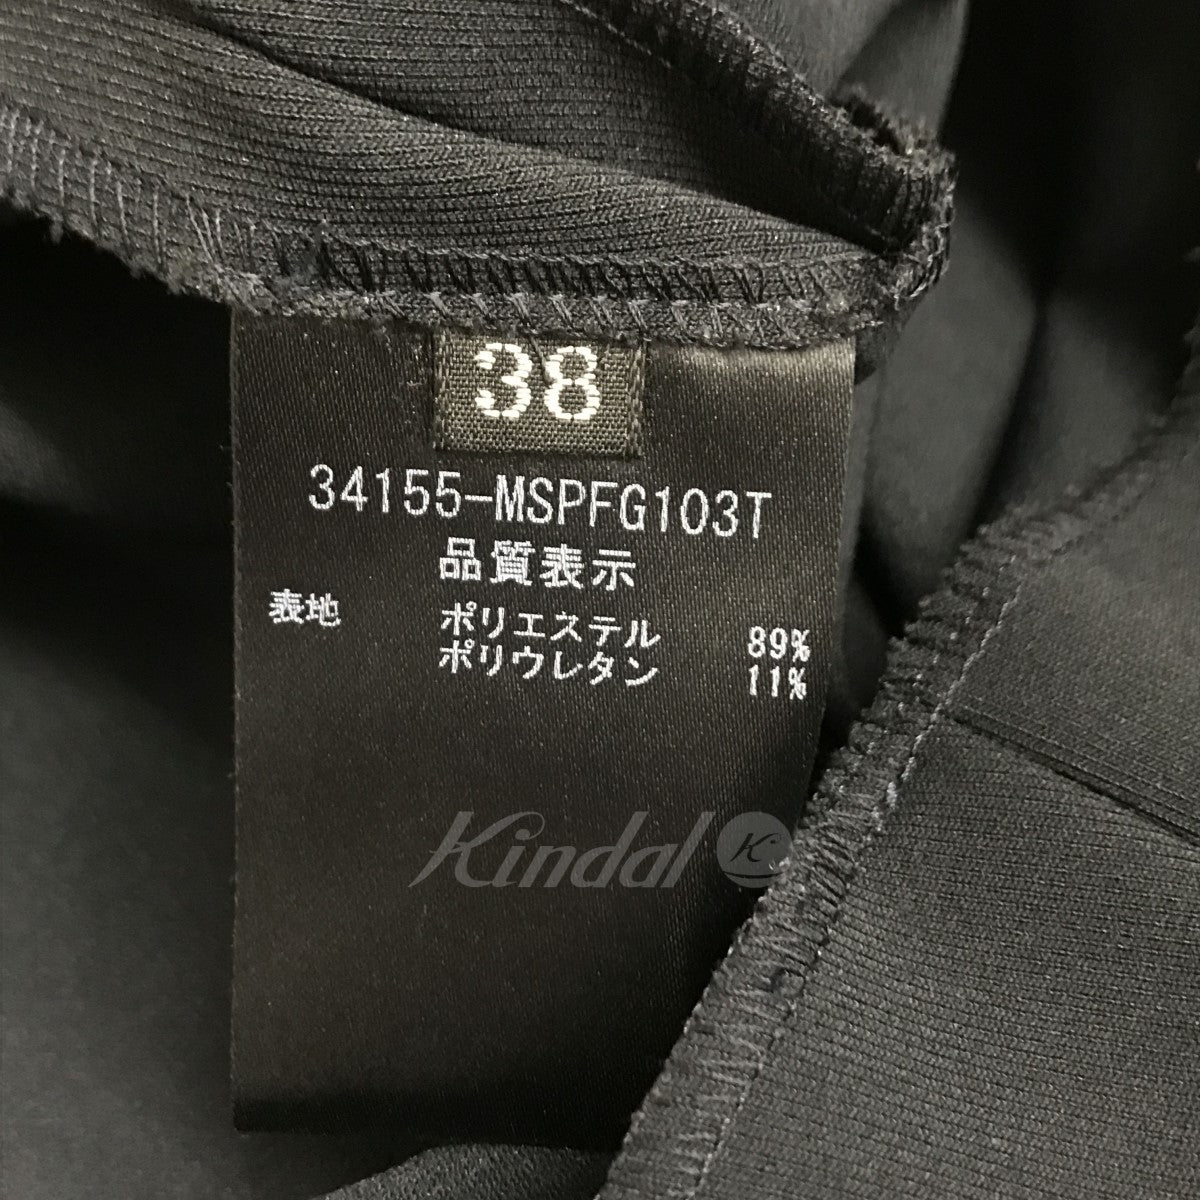 38
34155-MSPFG103T
品質表示
表地 ポリエステル 89%
ポリウレタン 11%
Kindal K